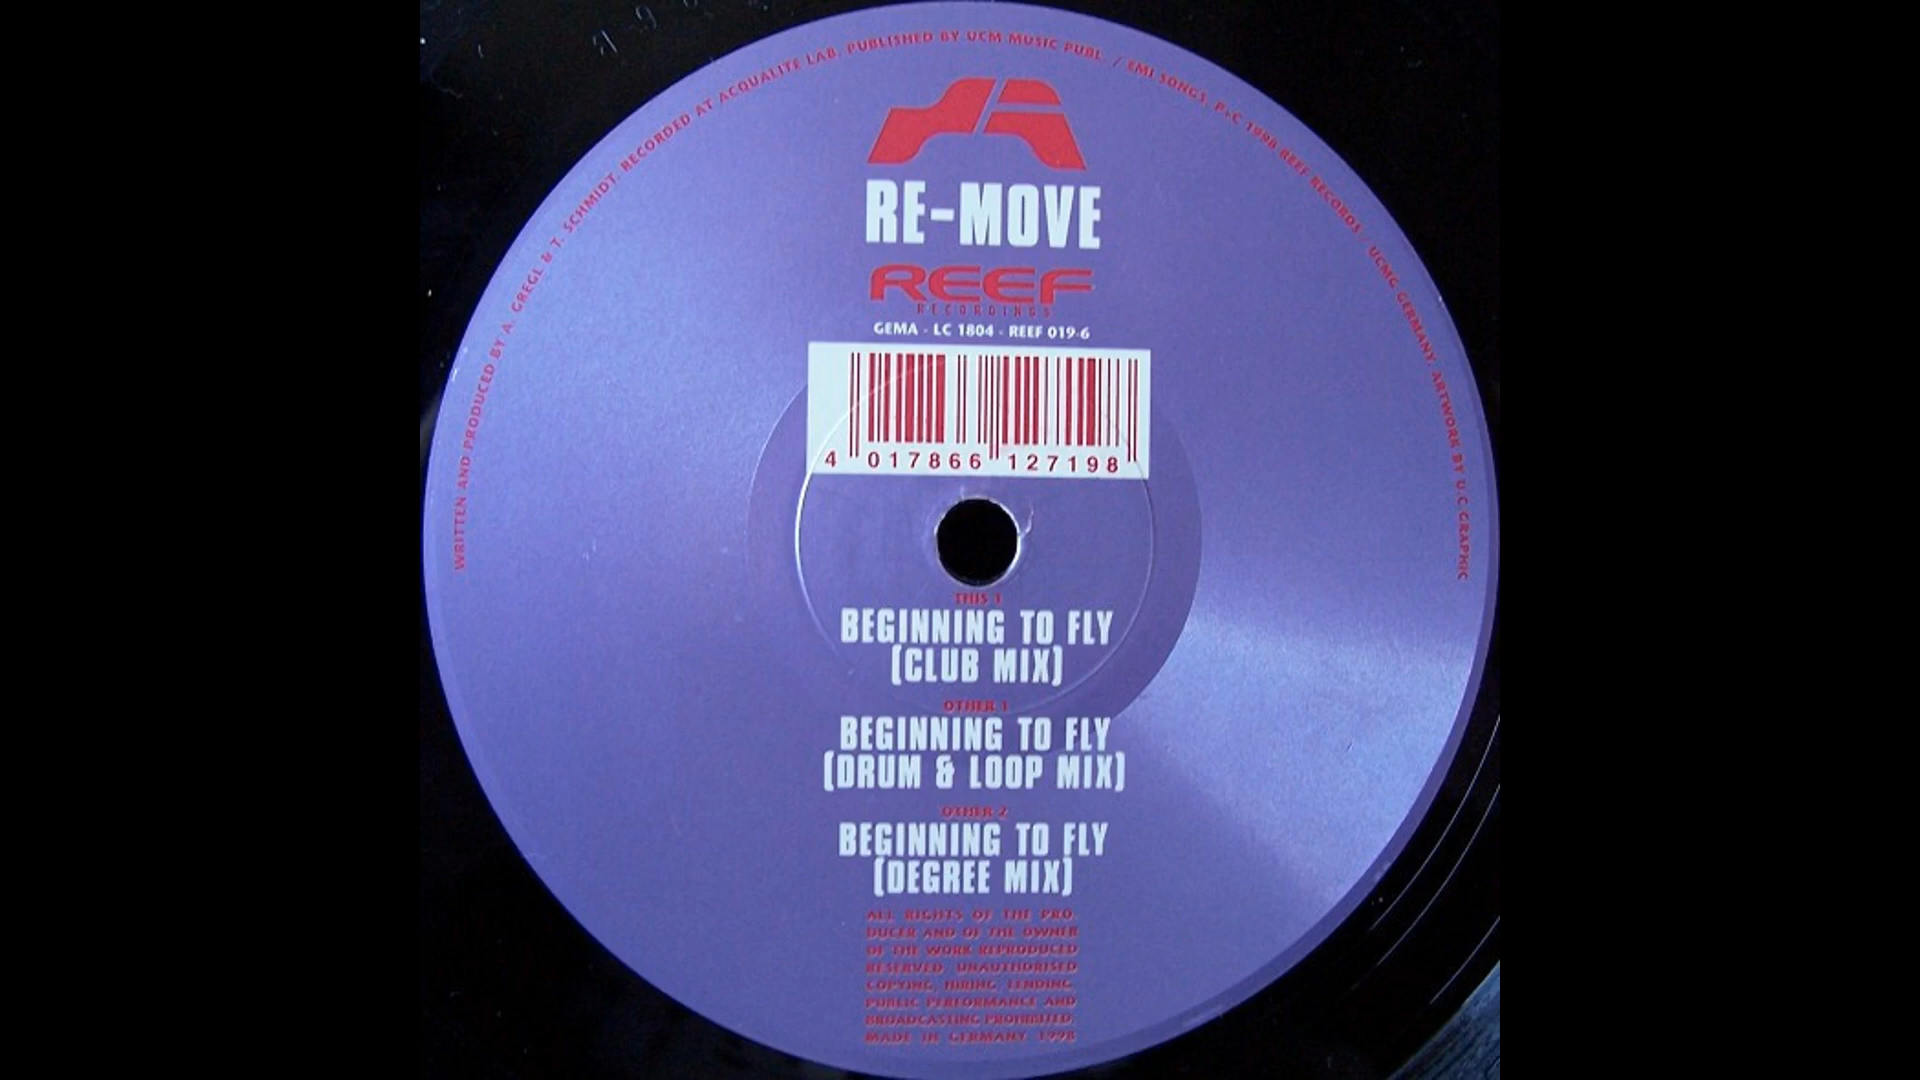 WRITTEN AND PRODUCED BY A. GREGL & T. SCHMIDT. RECORDED AT ACQUALITE LAB. PUBLISHED BY UCM MUSIC PUBL. / EMI SONGS. P+C 1998 REEF RECORDS - UCMG GERMANY. ARTWORK BY U.C GRAPHIC
RE-MOVE
REEF
RECORDINGS
GEMA - LC 1804 - REEF 019-6
4 017866 127198
THIS 1
BEGINNING TO FLY
(CLUB MIX)
OTHER 1
BEGINNING TO FLY
(DRUM & LOOP MIX)
OTHER 2
BEGINNING TO FLY
(DEGREE MIX)
ALL RIGHTS OF THE PRO-
DUCER AND OF THE OWNER
OF THE WORK REPRODUCED
RESERVED. UNAUTHORISED
COPYING, HIRING, LENDING,
PUBLIC PERFORMANCE AND
BROADCASTING PROHIBITED.
MADE IN GERMANY 1998